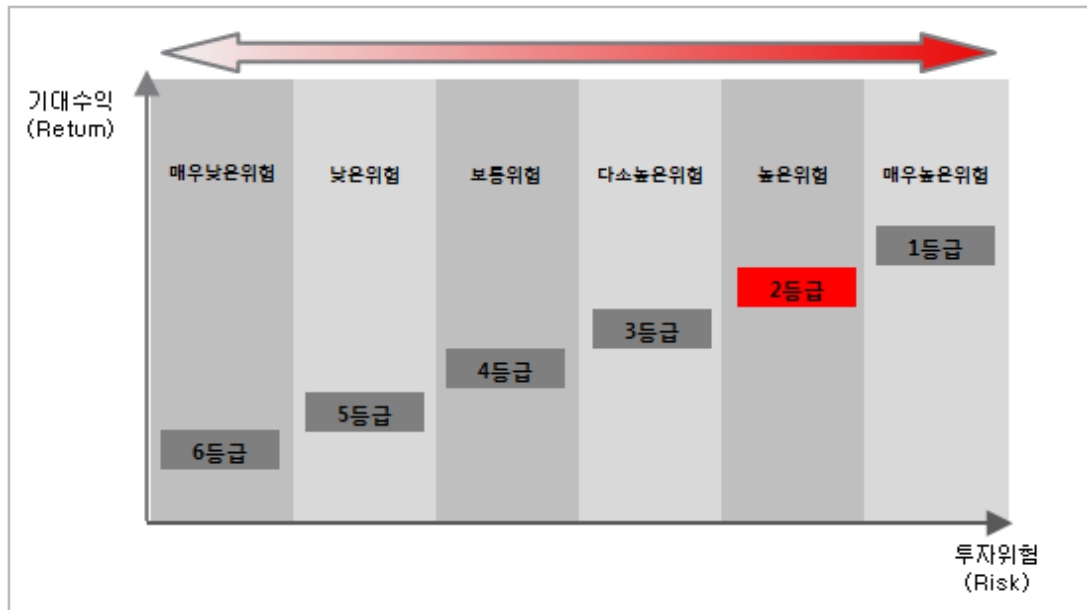 기대수익
(Return)
매우낮은위험
낮은위험
보통위험
다소높은위험
높은위험
매우높은위험
1등급
2등급
3등급
4등급
5등급
6등급
투자위험
(Risk)